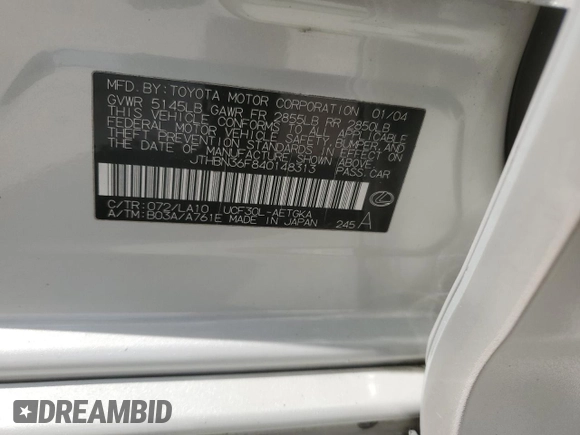 MFD. BY: TOYOTA MOTOR CORPORATION 01/04
GVWR 5145LB GAWR FR 2855LB RR 2850LB
THIS VEHICLE CONFORMS TO ALL APPLICABLE
FEDERAL MOTOR VEHICLE SAFETY, BUMPER, AND
THEFT PREVENTION STANDARDS IN EFFECT ON
THE DATE OF MANUFACTURE SHOWN ABOVE.
JTHBN36F840148313 PASS. CAR
C/TR: 072/LA10 UCF30L-AETGKA
A/TM: B03A/A761E MADE IN JAPAN 245 A
DREAMBID